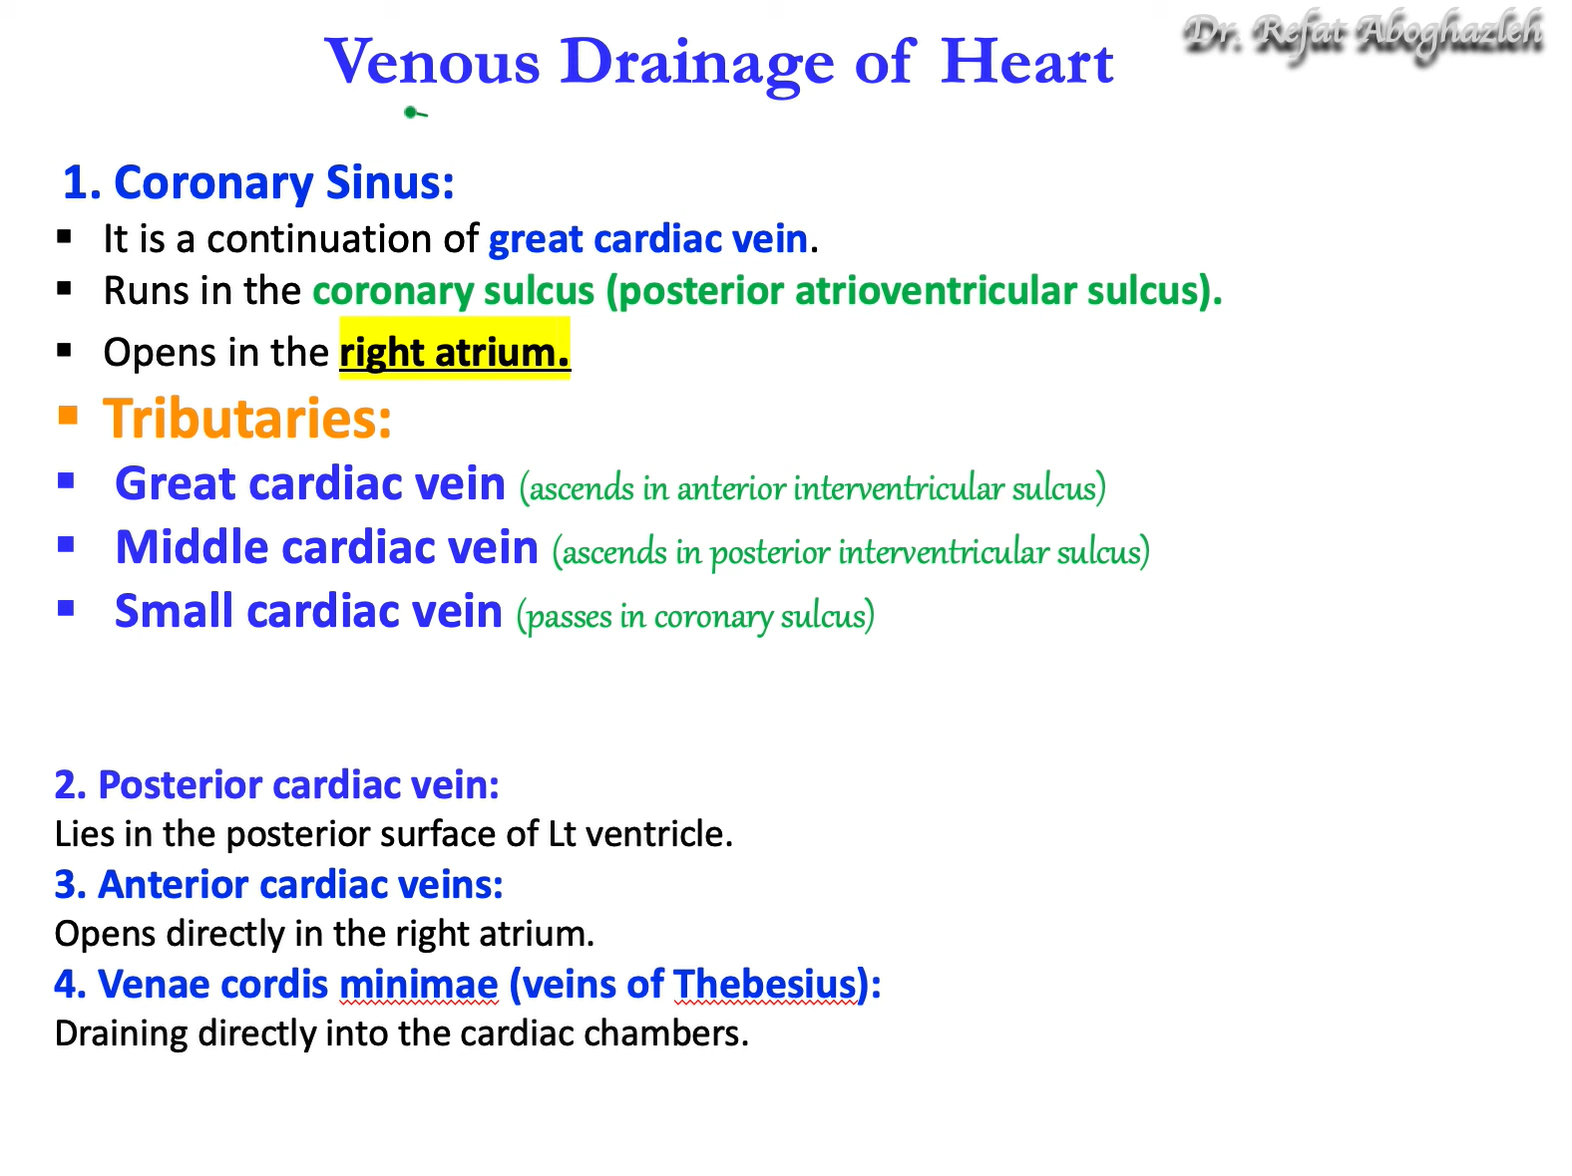 Dr. Refat Aboghazleh
Venous Drainage of Heart
1. Coronary Sinus:
▪ It is a continuation of great cardiac vein.
▪ Runs in the coronary sulcus (posterior atrioventricular sulcus).
▪ Opens in the right atrium.
▪ Tributaries:
▪ Great cardiac vein (ascends in anterior interventricular sulcus)
▪ Middle cardiac vein (ascends in posterior interventricular sulcus)
▪ Small cardiac vein (passes in coronary sulcus)
2. Posterior cardiac vein:
Lies in the posterior surface of Lt ventricle.
3. Anterior cardiac veins:
Opens directly in the right atrium.
4. Venae cordis minimae (veins of Thebesius):
Draining directly into the cardiac chambers.